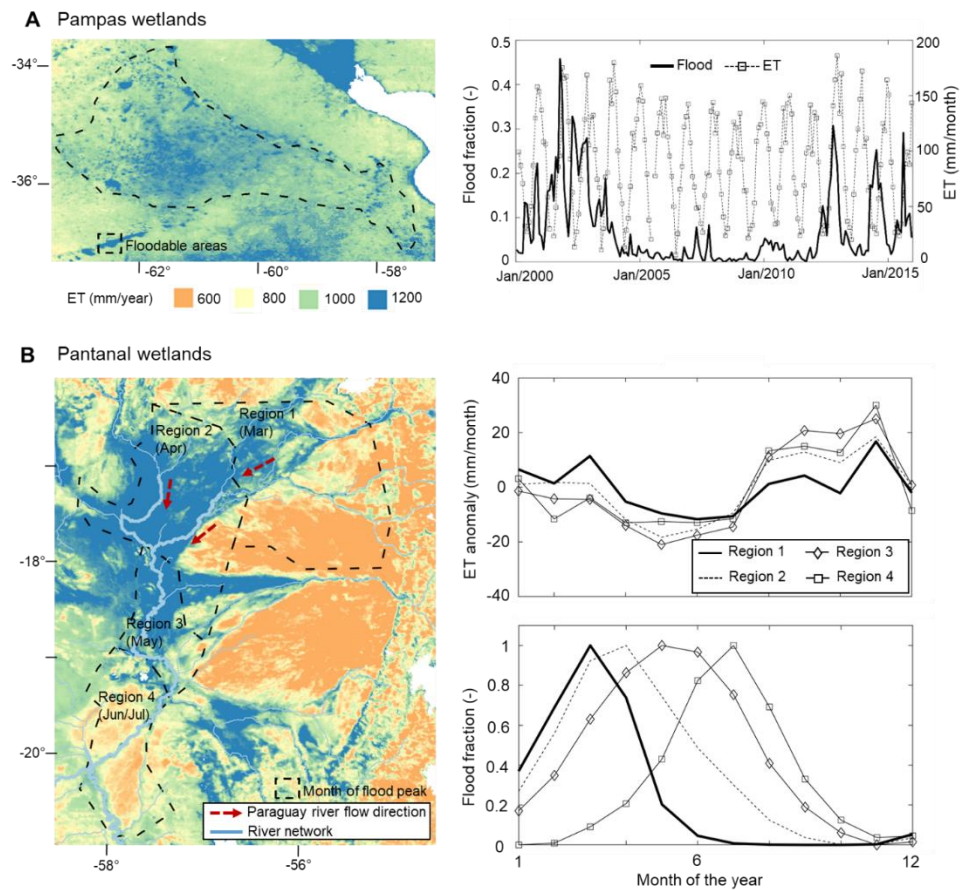 A Pampas wetlands
-34°
-36°
-62°
-60°
-58°
Floodable areas
ET (mm/year) 600 800 1000 1200
Flood fraction (-)
0.5
0.4
0.3
0.2
0.1
0
Flood ET
200
150
100
50
0
ET (mm/month)
Jan/2000 Jan/2005 Jan/2010 Jan/2015
B Pantanal wetlands
Region 1
(Mar)
Region 2
(Apr)
-18°
Region 3
(May)
Region 4
(Jun/Jul)
-20°
Month of flood peak
Paraguay river flow direction
River network
-58°
-56°
ET anomaly (mm/month)
40
20
0
-20
-40
Region 1 Region 3
Region 2 Region 4
Flood fraction (-)
1
0.8
0.6
0.4
0.2
0
1 6 12
Month of the year